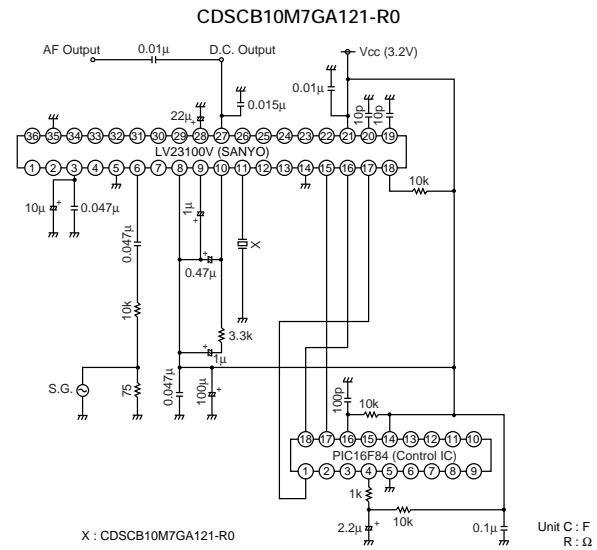 CDSCB10M7GA121-R0
AF Output
0.01μ
D.C. Output
Vcc (3.2V)
0.01μ
0.015μ
22μ
+
10p
10p
36 35 34 33 32 31 30 29 28 27 26 25 24 23 22 21 20 19
LV23100V (SANYO)
1 2 3 4 5 6 7 8 9 10 11 12 13 14 15 16 17 18
10k
10μ
+
0.047μ
0.047μ
1μ
+
+
0.47μ
X
10k
3.3k
+
1μ
S.G.
75
0.047μ
100μ
+
100p
10k
18 17 16 15 14 13 12 11 10
PIC16F84 (Control IC)
1 2 3 4 5 6 7 8 9
1k
10k
2.2μ
+
0.1μ
X : CDSCB10M7GA121-R0
Unit C : F
R : Ω